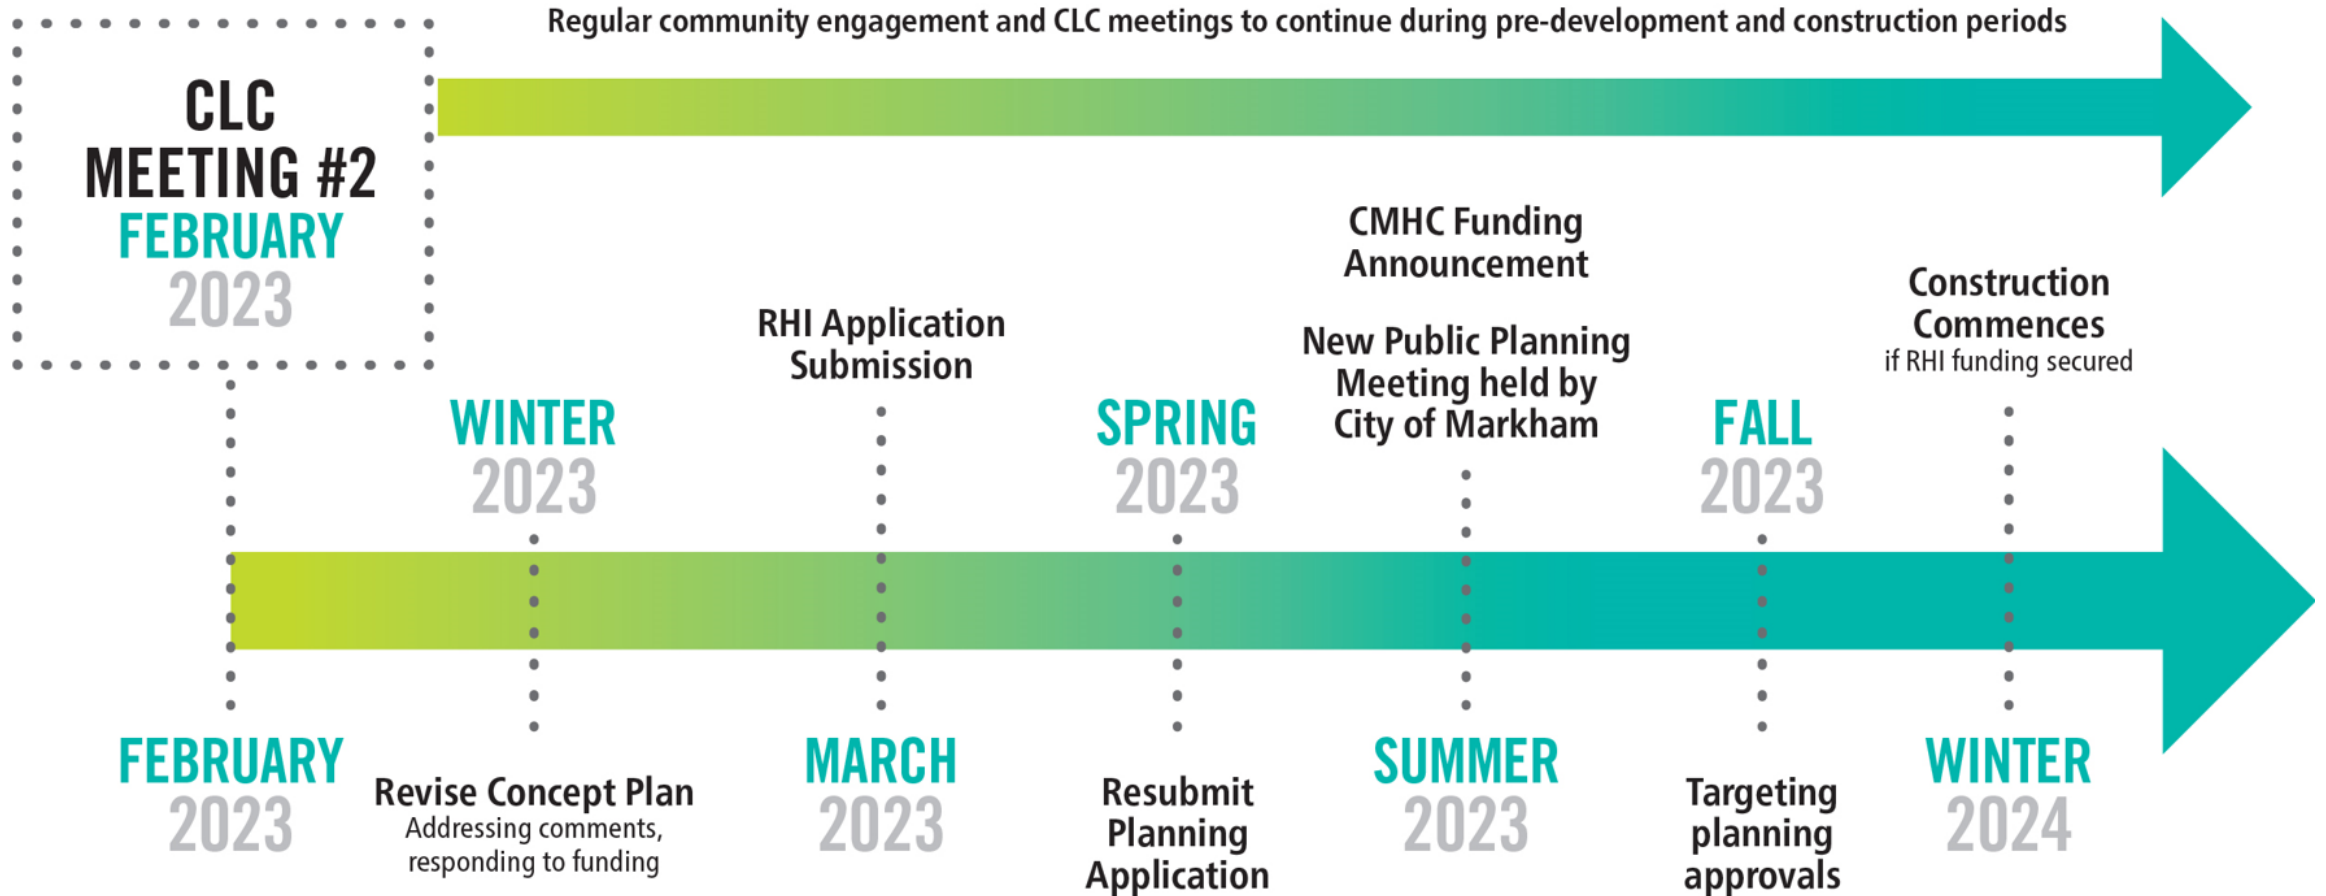 Regular community engagement and CLC meetings to continue during pre-development and construction periods
CLC
MEETING #2
FEBRUARY
2023
WINTER
2023
RHI Application
Submission
SPRING
2023
CMHC Funding
Announcement
New Public Planning
Meeting held by
City of Markham
FALL
2023
Construction
Commences
if RHI funding secured
FEBRUARY
2023
Revise Concept Plan
Addressing comments,
responding to funding
MARCH
2023
Resubmit
Planning
Application
SUMMER
2023
Targeting
planning
approvals
WINTER
2024